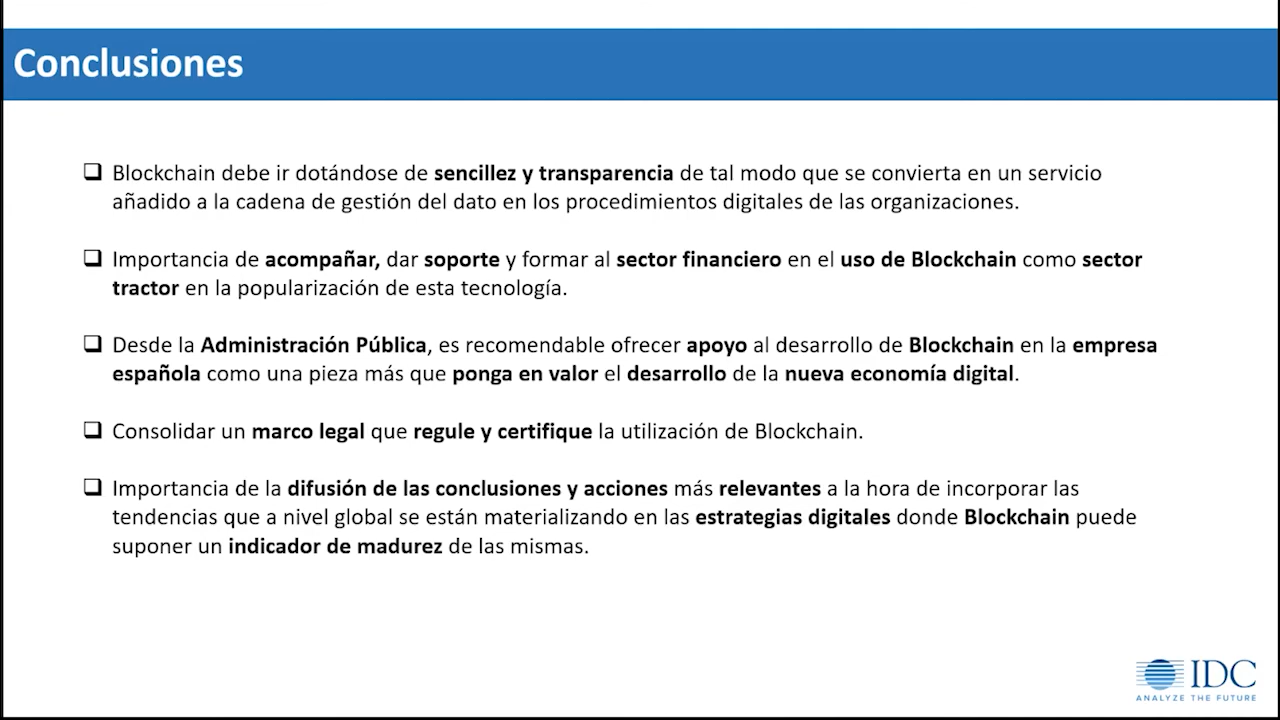 Conclusiones
❑ Blockchain debe ir dotándose de sencillez y transparencia de tal modo que se convierta en un servicio
añadido a la cadena de gestión del dato en los procedimientos digitales de las organizaciones.
❑ Importancia de acompañar, dar soporte y formar al sector financiero en el uso de Blockchain como sector
tractor en la popularización de esta tecnología.
❑ Desde la Administración Pública, es recomendable ofrecer apoyo al desarrollo de Blockchain en la empresa
española como una pieza más que ponga en valor el desarrollo de la nueva economía digital.
❑ Consolidar un marco legal que regule y certifique la utilización de Blockchain.
❑ Importancia de la difusión de las conclusiones y acciones más relevantes a la hora de incorporar las
tendencias que a nivel global se están materializando en las estrategias digitales donde Blockchain puede
suponer un indicador de madurez de las mismas.
IDC
ANALYZE THE FUTURE